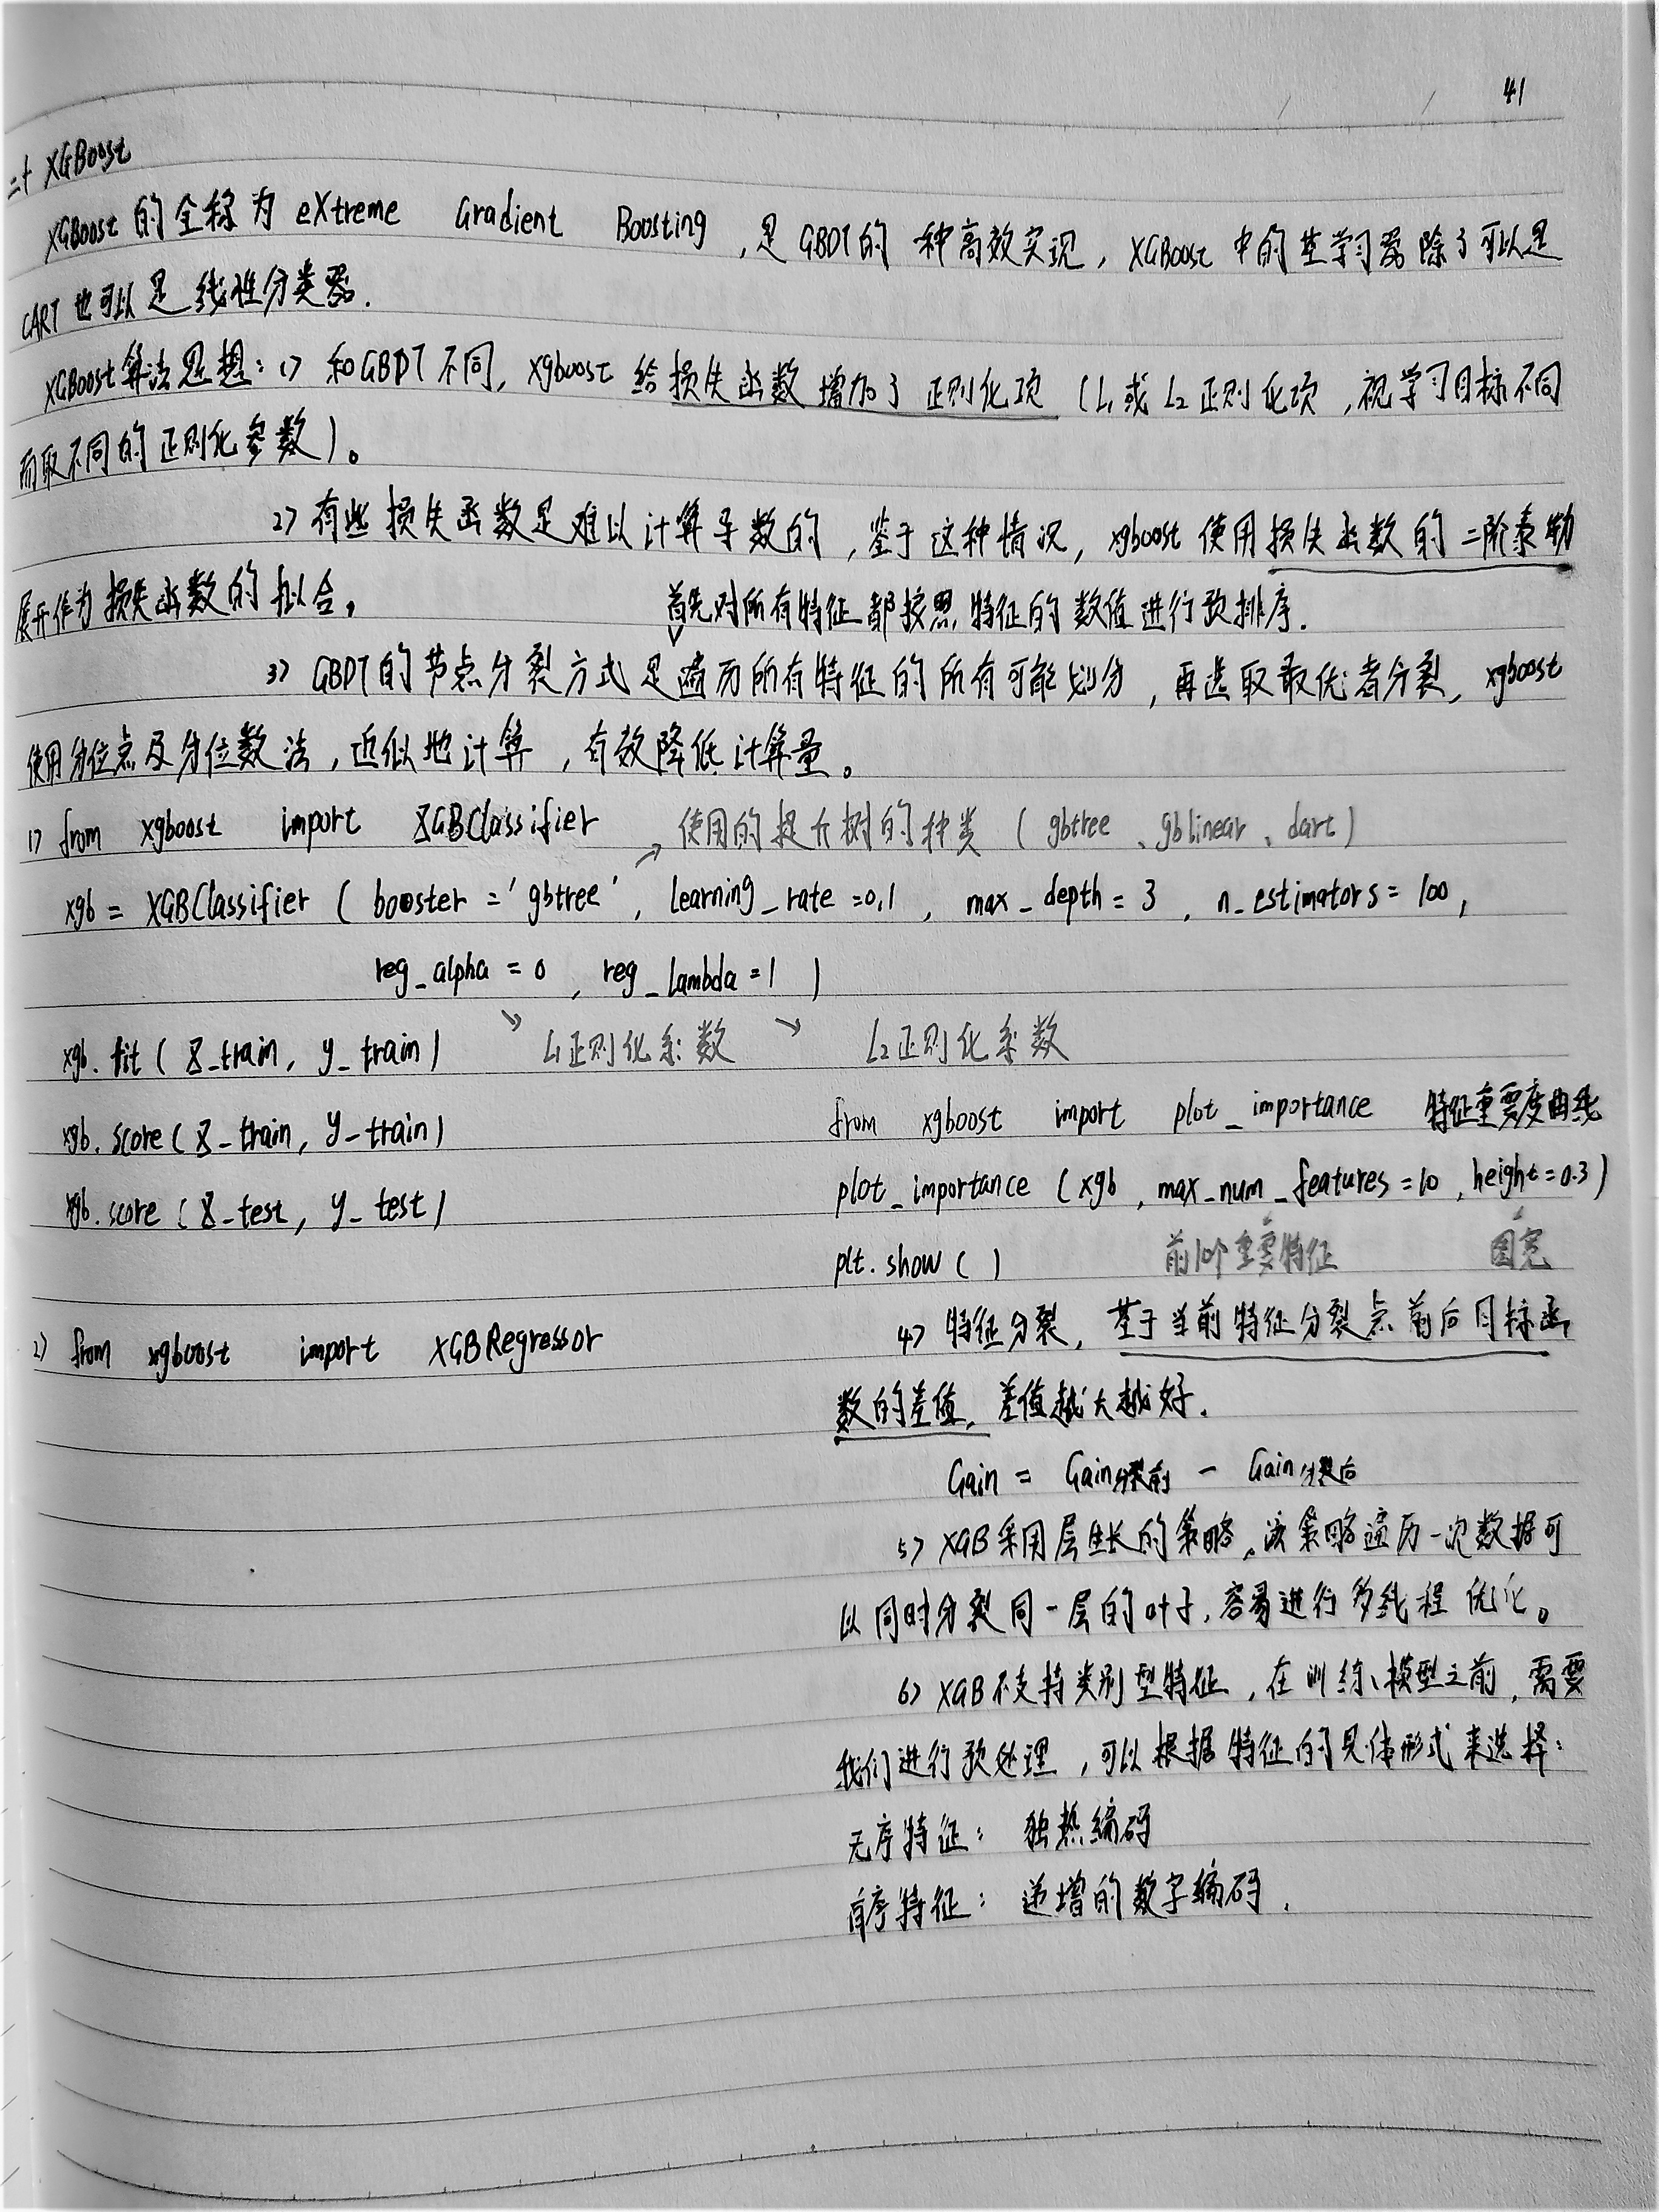 41
二十 XGBoost
XGBoost 的全称为 eXtreme Gradient Boosting ,是 GBDT的一种高效实现, XGBoost 中的基学习器除了可以是
CART 也可以是线性分类器.
XGBoost算法思想: 1) 和GBDT不同, xgboost 给损失函数增加了正则化项 (L1或 L2正则化项,视学习目标不同
而取不同的正则化参数)。
2) 有些损失函数是难以计算导数的,鉴于这种情况, xgboost 使用损失函数的二阶泰勒
展开作为损失函数的拟合,
首先对所有特征都按照特征的数值进行预排序.
3) GBDT的节点分裂方式是遍历所有特征的所有可能划分,再选取最优者分裂, xgboost
使用分位点及分位数法,近似地计算,有效降低计算量。
1) from xgboost import XGBClassifier
使用的提升树的种类 ( gbtree 、gblinear 、dart )
xgb = XGBClassifier ( booster = 'gbtree' , learning_rate =0.1 , max_depth = 3 , n_estimators = 100 ,
reg_alpha = 0 , reg_lambda = 1 )
L1正则化系数 L2正则化系数
xgb. fit ( X_train, y_train )
xgb. score ( X_train, y_train )
xgb. score ( X_test, y_test )
2) from xgboost import XGBRegressor
from xgboost import plot_importance 特征重要度曲线
plot_importance (xgb , max_num_features = 10 , height = 0.3 )
前10个重要特征 图宽
plt. show ( )
4) 特征分裂, 基于当前特征分裂点前后目标函
数的差值, 差值越大越好.
Gain = Gain分裂前 - Gain分裂后
5) XGB采用层生长的策略,该策略遍历一次数据可
以同时分裂同一层的叶子,容易进行多线程优化。
6) XGB不支持类别型特征,在训练模型之前,需要
我们进行预处理,可以根据特征的具体形式来选择:
无序特征: 独热编码
有序特征: 递增的数字编码.